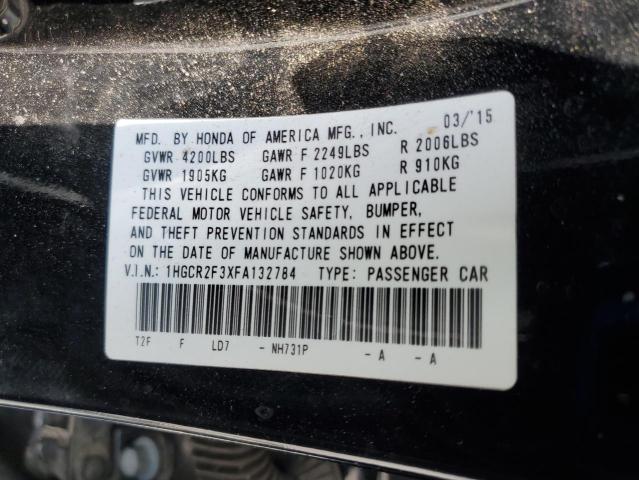 MFD. BY HONDA OF AMERICA MFG., INC. 03/'15
GVWR 4200LBS GAWR F 2249LBS R 2006LBS
GVWR 1905KG GAWR F 1020KG R 910KG
THIS VEHICLE CONFORMS TO ALL APPLICABLE
FEDERAL MOTOR VEHICLE SAFETY, BUMPER,
AND THEFT PREVENTION STANDARDS IN EFFECT
ON THE DATE OF MANUFACTURE SHOWN ABOVE.
V.I.N.: 1HGCR2F3XFA132784 TYPE: PASSENGER CAR
T2F F LD7 - NH731P - A - A